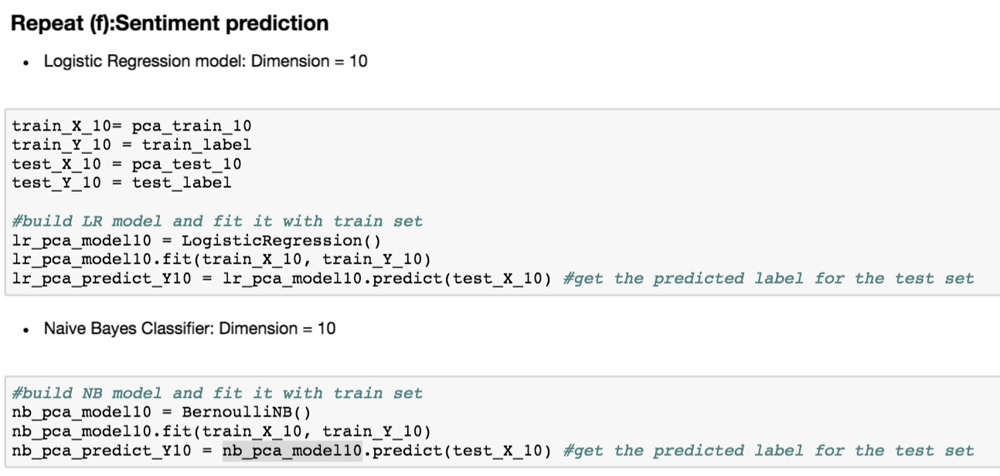 Repeat (f):Sentiment prediction
• Logistic Regression model: Dimension = 10
train_X_10= pca_train_10
train_Y_10 = train_label
test_X_10 = pca_test_10
test_Y_10 = test_label
#build LR model and fit it with train set
lr_pca_model10 = LogisticRegression()
lr_pca_model10.fit(train_X_10, train_Y_10)
lr_pca_predict_Y10 = lr_pca_model10.predict(test_X_10) #get the predicted label for the test set
• Naive Bayes Classifier: Dimension = 10
#build NB model and fit it with train set
nb_pca_model10 = BernoulliNB()
nb_pca_model10.fit(train_X_10, train_Y_10)
nb_pca_predict_Y10 = nb_pca_model10.predict(test_X_10) #get the predicted label for the test set